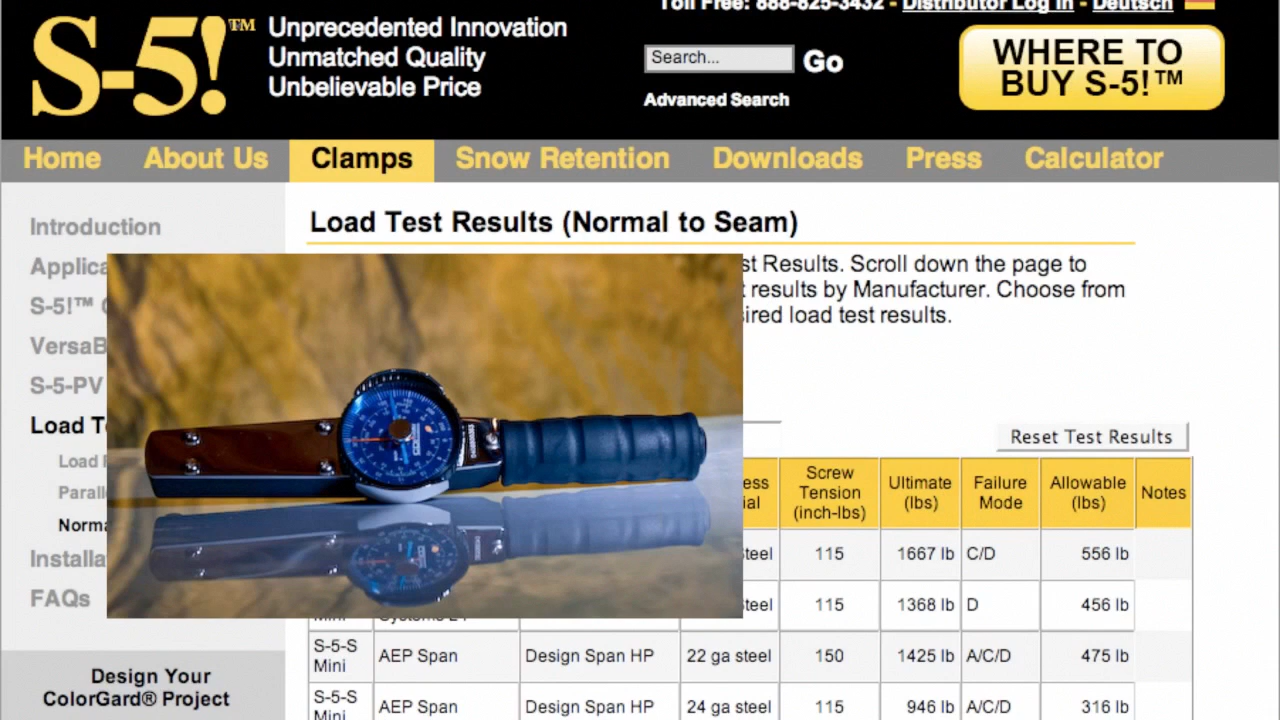 Toll Free: 888-825-3432 - Distributor Log In - Deutsch
S-5!™
Unprecedented Innovation
Unmatched Quality
Unbelievable Price
Search...
Go
Advanced Search
WHERE TO
BUY S-5!™
Home
About Us
Clamps
Snow Retention
Downloads
Press
Calculator
Introduction
S-5!™
S-5-PV
FAQs
Design Your
ColorGard® Project
Load Test Results (Normal to Seam)
Results. Scroll down the page to
results by Manufacturer. Choose from
load test results.
Reset Test Results
Screw Tension (inch-lbs)
Ultimate (lbs)
Failure Mode
Allowable (lbs)
Notes
steel 115 1667 lb C/D 556 lb
steel 115 1368 lb D 456 lb
S-5-S Mini AEP Span Design Span HP 22 ga steel 150 1425 lb A/C/D 475 lb
S-5-S Mini AEP Span Design Span HP 24 ga steel 115 946 lb A/C/D 316 lb